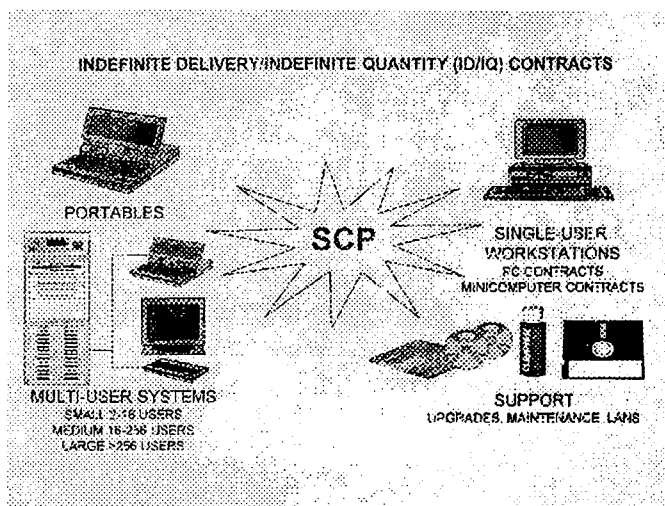 INDEFINITE DELIVERY/INDEFINITE QUANTITY (ID/IQ) CONTRACTS
PORTABLES
SCP
SINGLE-USER
WORKSTATIONS
PC CONTRACTS
MINICOMPUTER CONTRACTS
MULTI-USER SYSTEMS
SMALL 2-16 USERS
MEDIUM 16-256 USERS
LARGE >256 USERS
SUPPORT
UPGRADES, MAINTENANCE, LANS